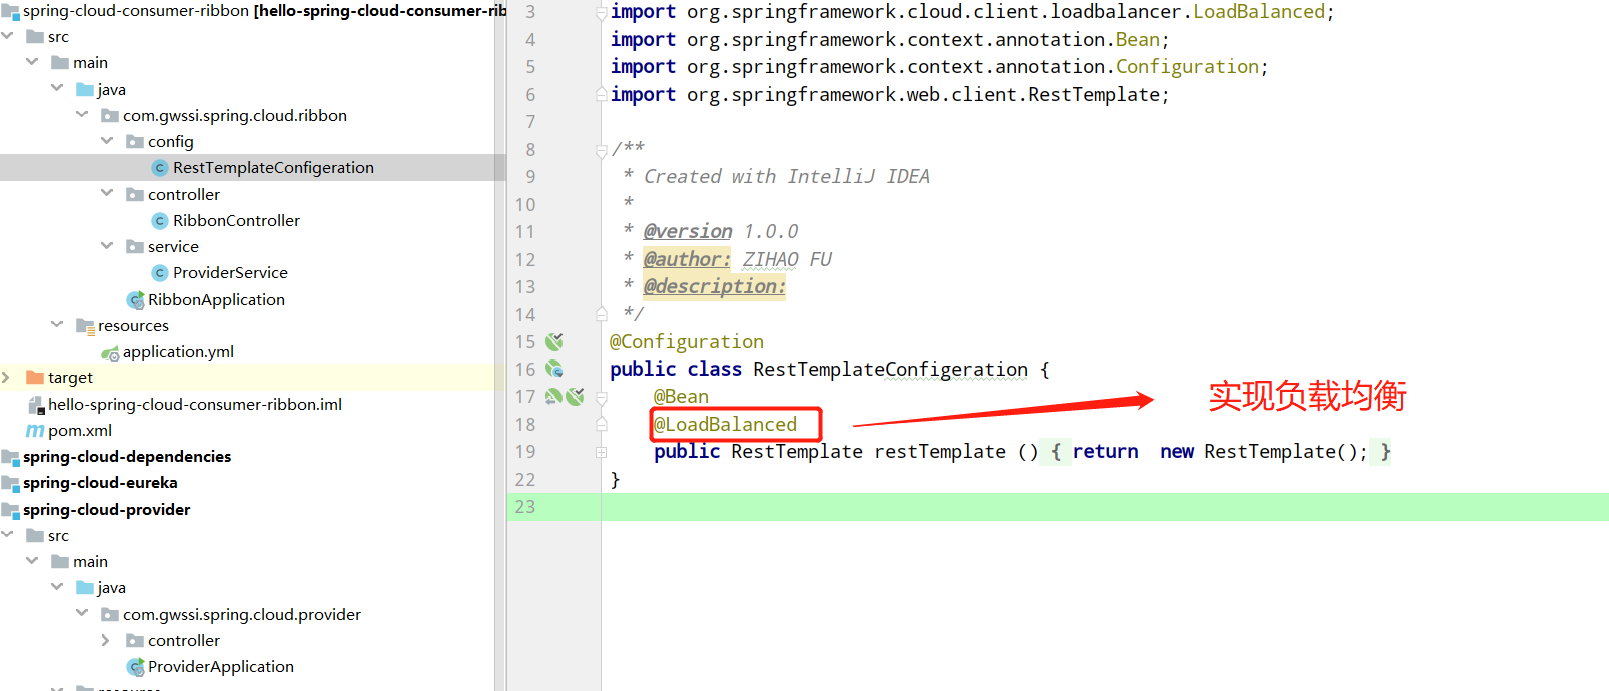 spring-cloud-consumer-ribbon [hello-spring-cloud-consumer-rib
src
main
java
com.gwssi.spring.cloud.ribbon
config
RestTemplateConfigeration
controller
RibbonController
service
ProviderService
RibbonApplication
resources
application.yml
target
hello-spring-cloud-consumer-ribbon.iml
pom.xml
spring-cloud-dependencies
spring-cloud-eureka
spring-cloud-provider
src
main
java
com.gwssi.spring.cloud.provider
controller
ProviderApplication
3 import org.springframework.cloud.client.loadbalancer.LoadBalanced;
4 import org.springframework.context.annotation.Bean;
5 import org.springframework.context.annotation.Configuration;
6 import org.springframework.web.client.RestTemplate;
7
8 /**
9 * Created with IntelliJ IDEA
10 *
11 * @version 1.0.0
12 * @author: ZIHAO FU
13 * @description:
14 */
15 @Configuration
16 public class RestTemplateConfigeration {
17 @Bean
18 @LoadBalanced
19 public RestTemplate restTemplate () { return new RestTemplate(); }
22 }
23
实现负载均衡